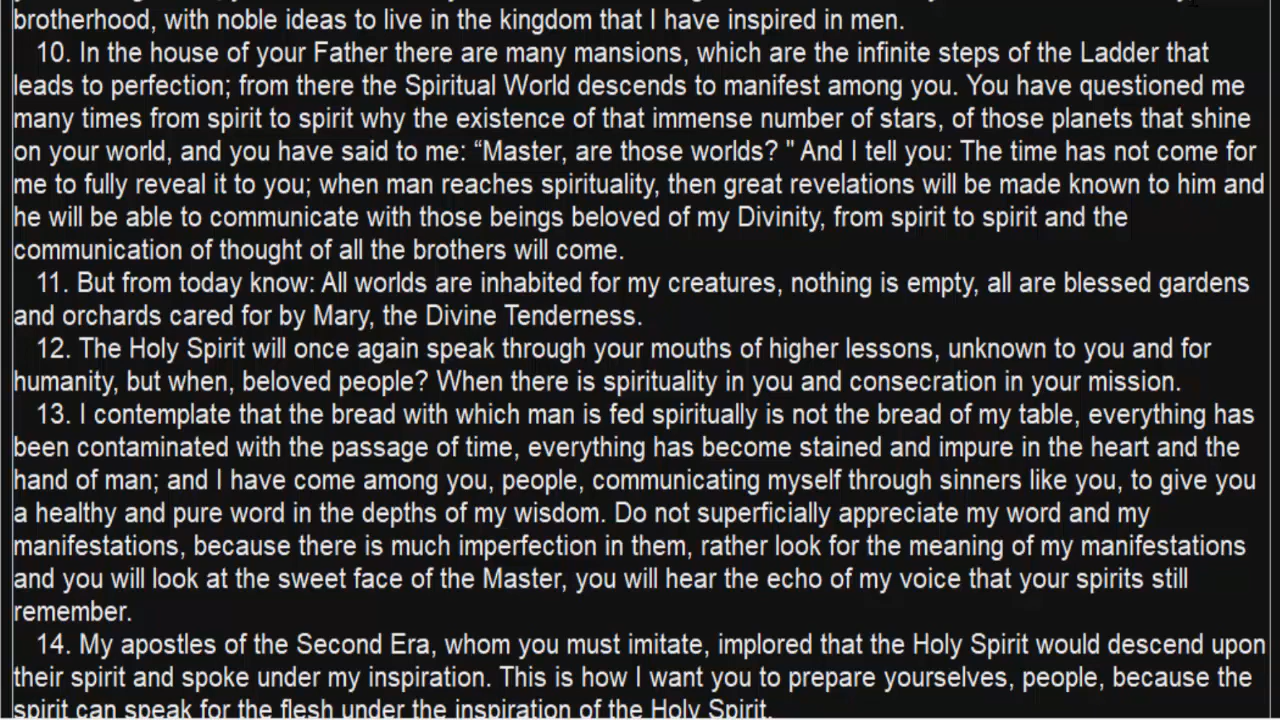 brotherhood, with noble ideas to live in the kingdom that I have inspired in men.
10. In the house of your Father there are many mansions, which are the infinite steps of the Ladder that
leads to perfection; from there the Spiritual World descends to manifest among you. You have questioned me
many times from spirit to spirit why the existence of that immense number of stars, of those planets that shine
on your world, and you have said to me: “Master, are those worlds? " And I tell you: The time has not come for
me to fully reveal it to you; when man reaches spirituality, then great revelations will be made known to him and
he will be able to communicate with those beings beloved of my Divinity, from spirit to spirit and the
communication of thought of all the brothers will come.
11. But from today know: All worlds are inhabited for my creatures, nothing is empty, all are blessed gardens
and orchards cared for by Mary, the Divine Tenderness.
12. The Holy Spirit will once again speak through your mouths of higher lessons, unknown to you and for
humanity, but when, beloved people? When there is spirituality in you and consecration in your mission.
13. I contemplate that the bread with which man is fed spiritually is not the bread of my table, everything has
been contaminated with the passage of time, everything has become stained and impure in the heart and the
hand of man; and I have come among you, people, communicating myself through sinners like you, to give you
a healthy and pure word in the depths of my wisdom. Do not superficially appreciate my word and my
manifestations, because there is much imperfection in them, rather look for the meaning of my manifestations
and you will look at the sweet face of the Master, you will hear the echo of my voice that your spirits still
remember.
14. My apostles of the Second Era, whom you must imitate, implored that the Holy Spirit would descend upon
their spirit and spoke under my inspiration. This is how I want you to prepare yourselves, people, because the
spirit can speak for the flesh under the inspiration of the Holy Spirit.